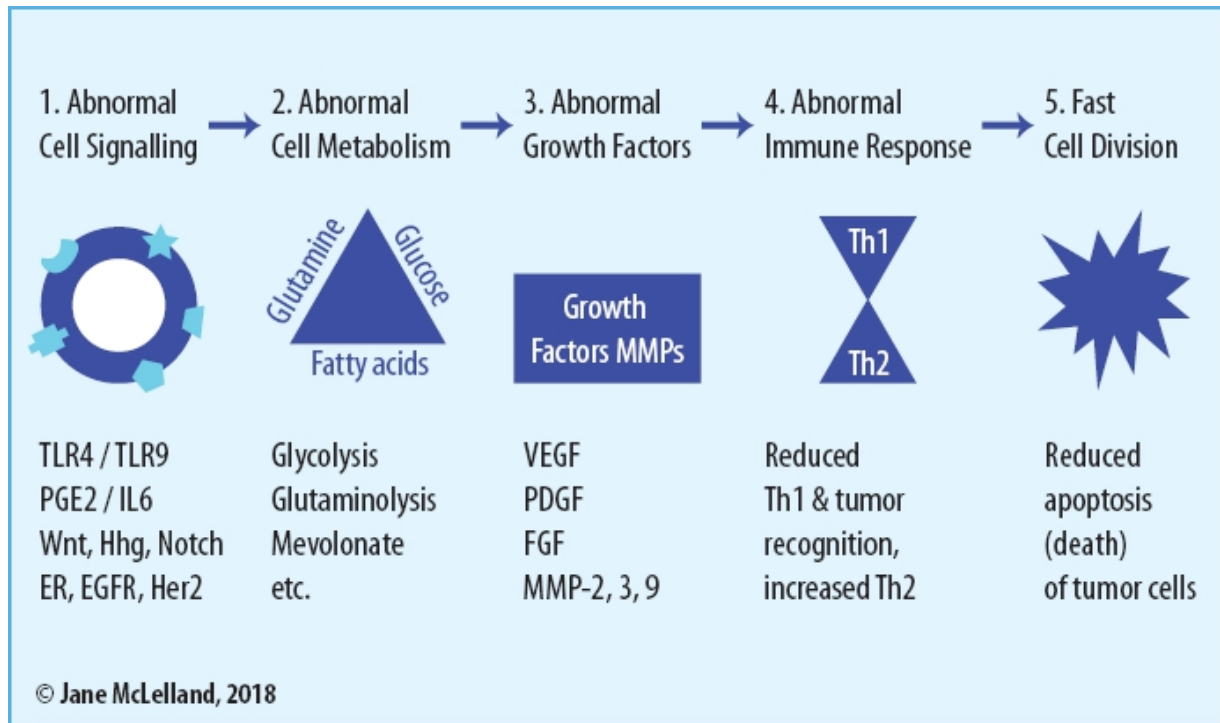 1. Abnormal
Cell Signalling
2. Abnormal
Cell Metabolism
3. Abnormal
Growth Factors
4. Abnormal
Immune Response
5. Fast
Cell Division
Glutamine
Glucose
Fatty acids
Growth
Factors MMPs
Th1
Th2
TLR4 / TLR9
PGE2 / IL6
Wnt, Hhg, Notch
ER, EGFR, Her2
Glycolysis
Glutaminolysis
Mevolonate
etc.
VEGF
PDGF
FGF
MMP-2, 3, 9
Reduced
Th1 & tumor
recognition,
increased Th2
Reduced
apoptosis
(death)
of tumor cells
© Jane McLelland, 2018